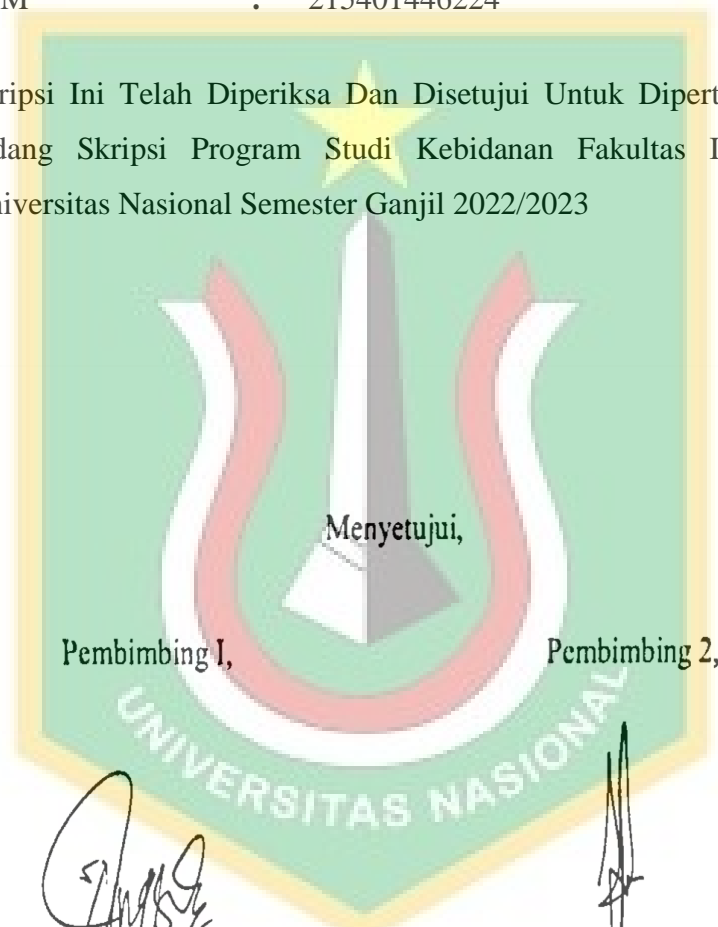 M : 215401446224
ripsi Ini Telah Diperiksa Dan Disetujui Untuk Dipert
dang Skripsi Program Studi Kebidanan Fakultas I
niversitas Nasional Semester Ganjil 2022/2023
Menyetujui,
Pembimbing I, Pembimbing 2,
UNIVERSITAS NASIONAL